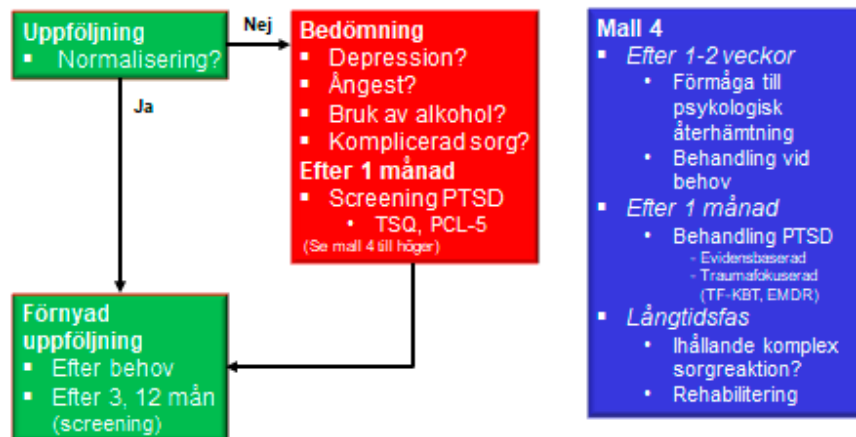 Uppföljning
▪ Normalisering?
Nej
Ja
Bedömning
▪ Depression?
▪ Ångest?
▪ Bruk av alkohol?
▪ Komplicerad sorg?
Efter 1 månad
▪ Screening PTSD
• TSQ, PCL-5
(Se mall 4 till höger)
Förnyad
uppföljning
▪ Efter behov
▪ Efter 3, 12 mån
(screening)
Mall 4
▪ Efter 1-2 veckor
• Förmåga till
psykologisk
återhämtning
• Behandling vid
behov
▪ Efter 1 månad
• Behandling PTSD
- Evidensbaserad
- Traumafokuserad
(TF-KBT, EMDR)
▪ Långtidsfas
• Ihållande komplex
sorgreaktion?
• Rehabilitering